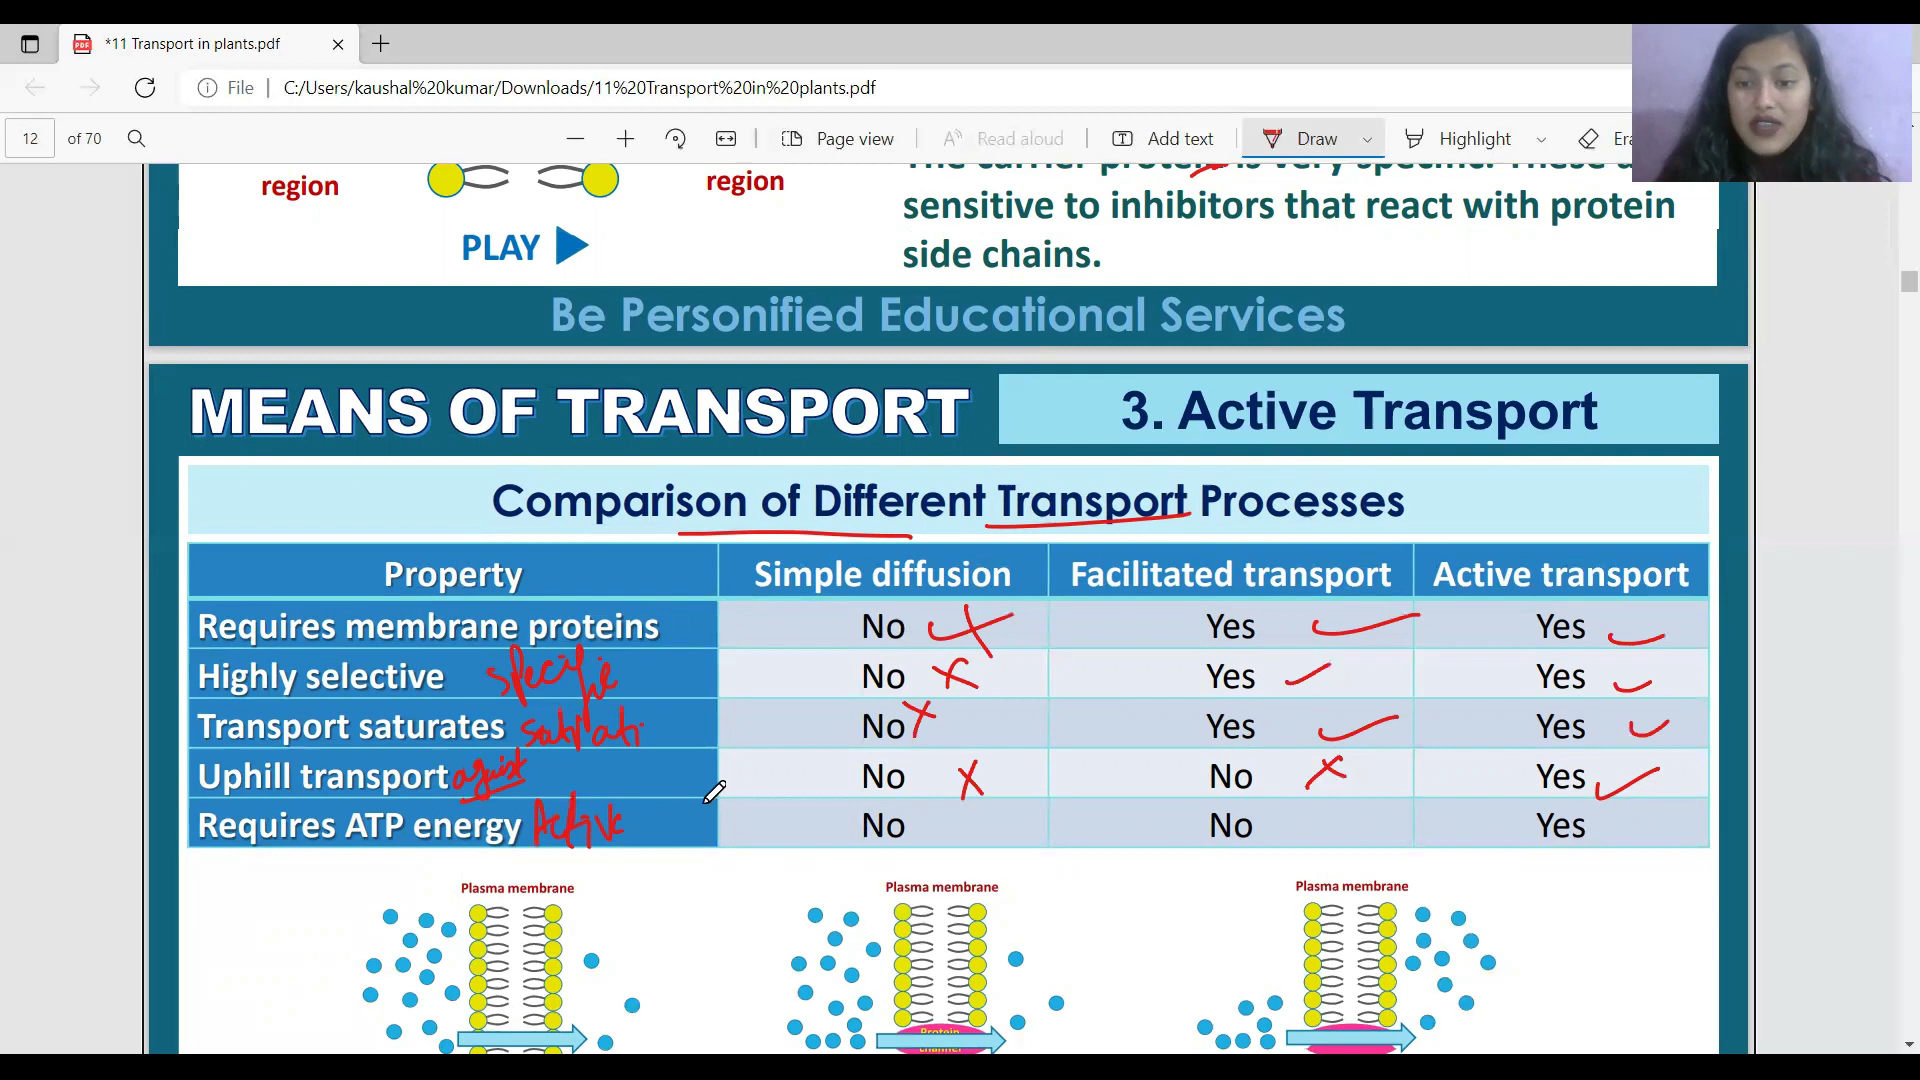 *11 Transport in plants.pdf
File C:/Users/kaushal%20kumar/Downloads/11%20Transport%20in%20plants.pdf
12 of 70 Page view Read aloud Add text Draw Highlight
region region
PLAY
sensitive to inhibitors that react with protein
side chains.
Be Personified Educational Services
MEANS OF TRANSPORT 3. Active Transport
Comparison of Different Transport Processes
Property Simple diffusion Facilitated transport Active transport
Requires membrane proteins No Yes Yes
Highly selective specific No Yes Yes
Transport saturates No Yes Yes
Uphill transport No No Yes
Requires ATP energy Active No No Yes
Plasma membrane Plasma membrane Plasma membrane
Protein
channel